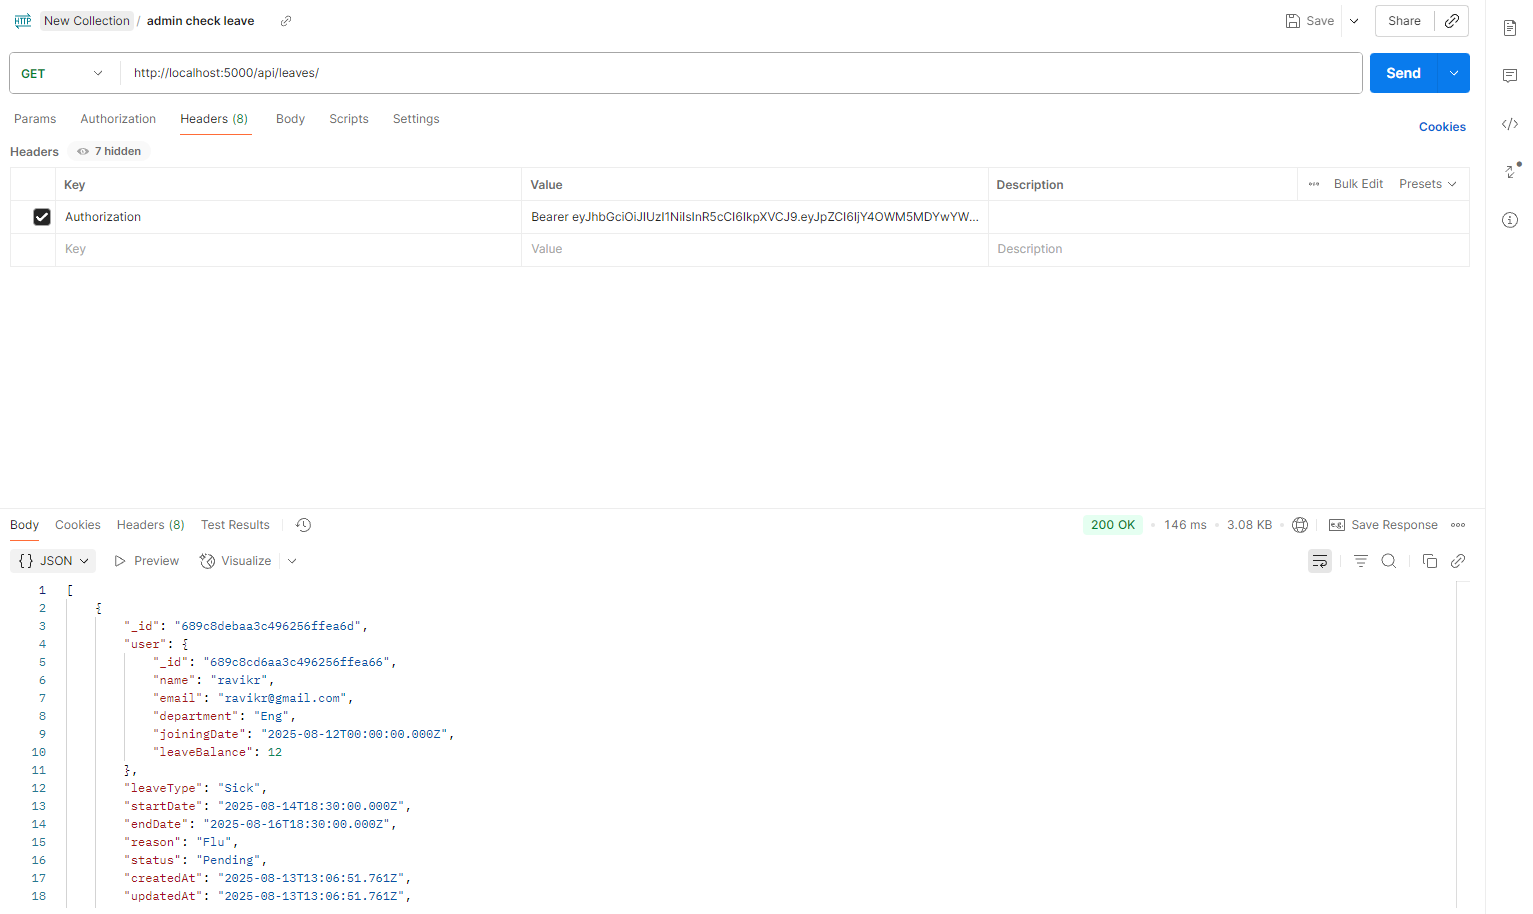 HTTP New Collection / admin check leave Save Share
GET http://localhost:5000/api/leaves/ Send
Params Authorization Headers (8) Body Scripts Settings Cookies
Headers 7 hidden
Key Value Description Bulk Edit Presets
Authorization Bearer eyJhbGciOiJIUzI1NiIsInR5cCI6IkpXVCJ9.eyJpZCI6IjY4OWM5MDYwYW...
Key Value Description
Body Cookies Headers (8) Test Results 200 OK 146 ms 3.08 KB e.g. Save Response
{} JSON Preview Visualize
1 [
2 {
3 "_id": "689c8debaa3c496256ffea6d",
4 "user": {
5 "_id": "689c8cd6aa3c496256ffea66",
6 "name": "ravikr",
7 "email": "ravikr@gmail.com",
8 "department": "Eng",
9 "joiningDate": "2025-08-12T00:00:00.000Z",
10 "leaveBalance": 12
11 },
12 "leaveType": "Sick",
13 "startDate": "2025-08-14T18:30:00.000Z",
14 "endDate": "2025-08-16T18:30:00.000Z",
15 "reason": "Flu",
16 "status": "Pending",
17 "createdAt": "2025-08-13T13:06:51.761Z",
18 "updatedAt": "2025-08-13T13:06:51.761Z",